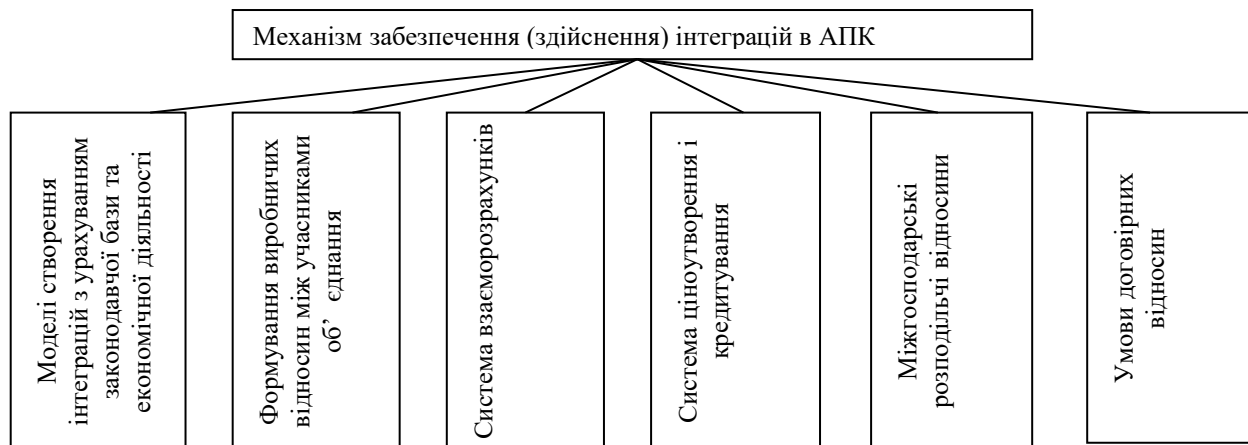 Механізм забезпечення (здійснення) інтеграцій в АПК
Моделі створення
інтеграцій з урахуванням
законодавчої бази та
економічної діяльності
Формування виробничих
відносин між учасниками
об’ єднання
Система взаєморозрахунків
Система ціноутворення і
кредитування
Міжгосподарські
розподільчі відносини
Умови договірних
відносин